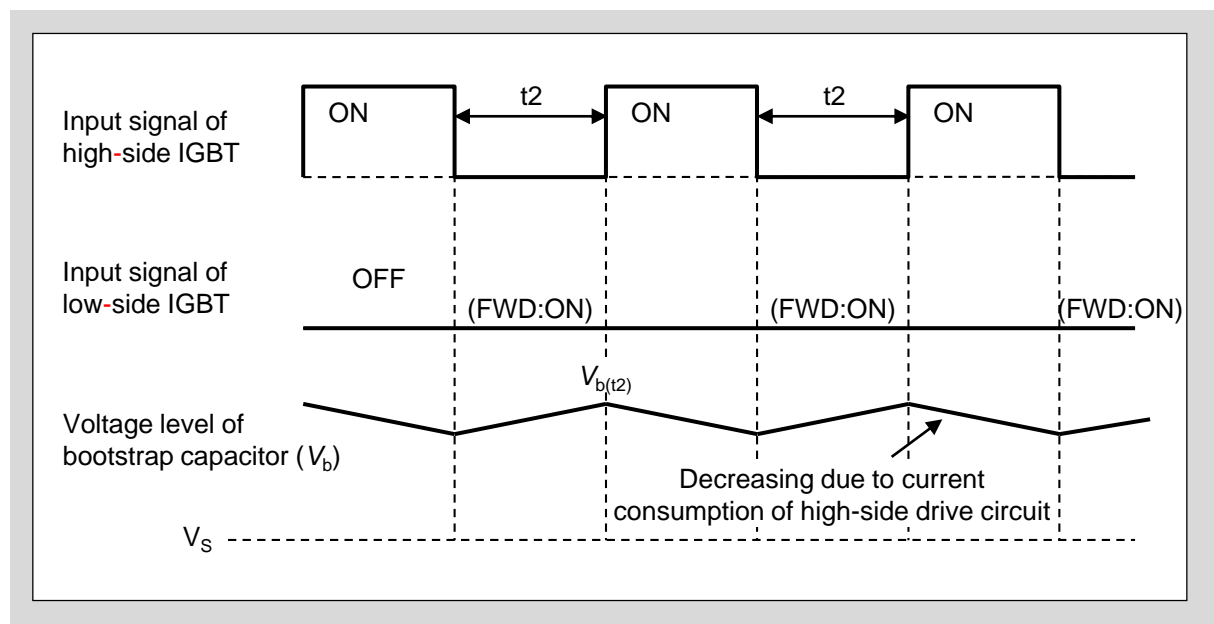 Input signal of
high-side IGBT
ON
t2
ON
t2
ON
Input signal of
low-side IGBT
OFF
(FWD:ON)
(FWD:ON)
(FWD:ON)
Voltage level of
bootstrap capacitor (Vb)
Vb(t2)
Decreasing due to current
consumption of high-side drive circuit
VS